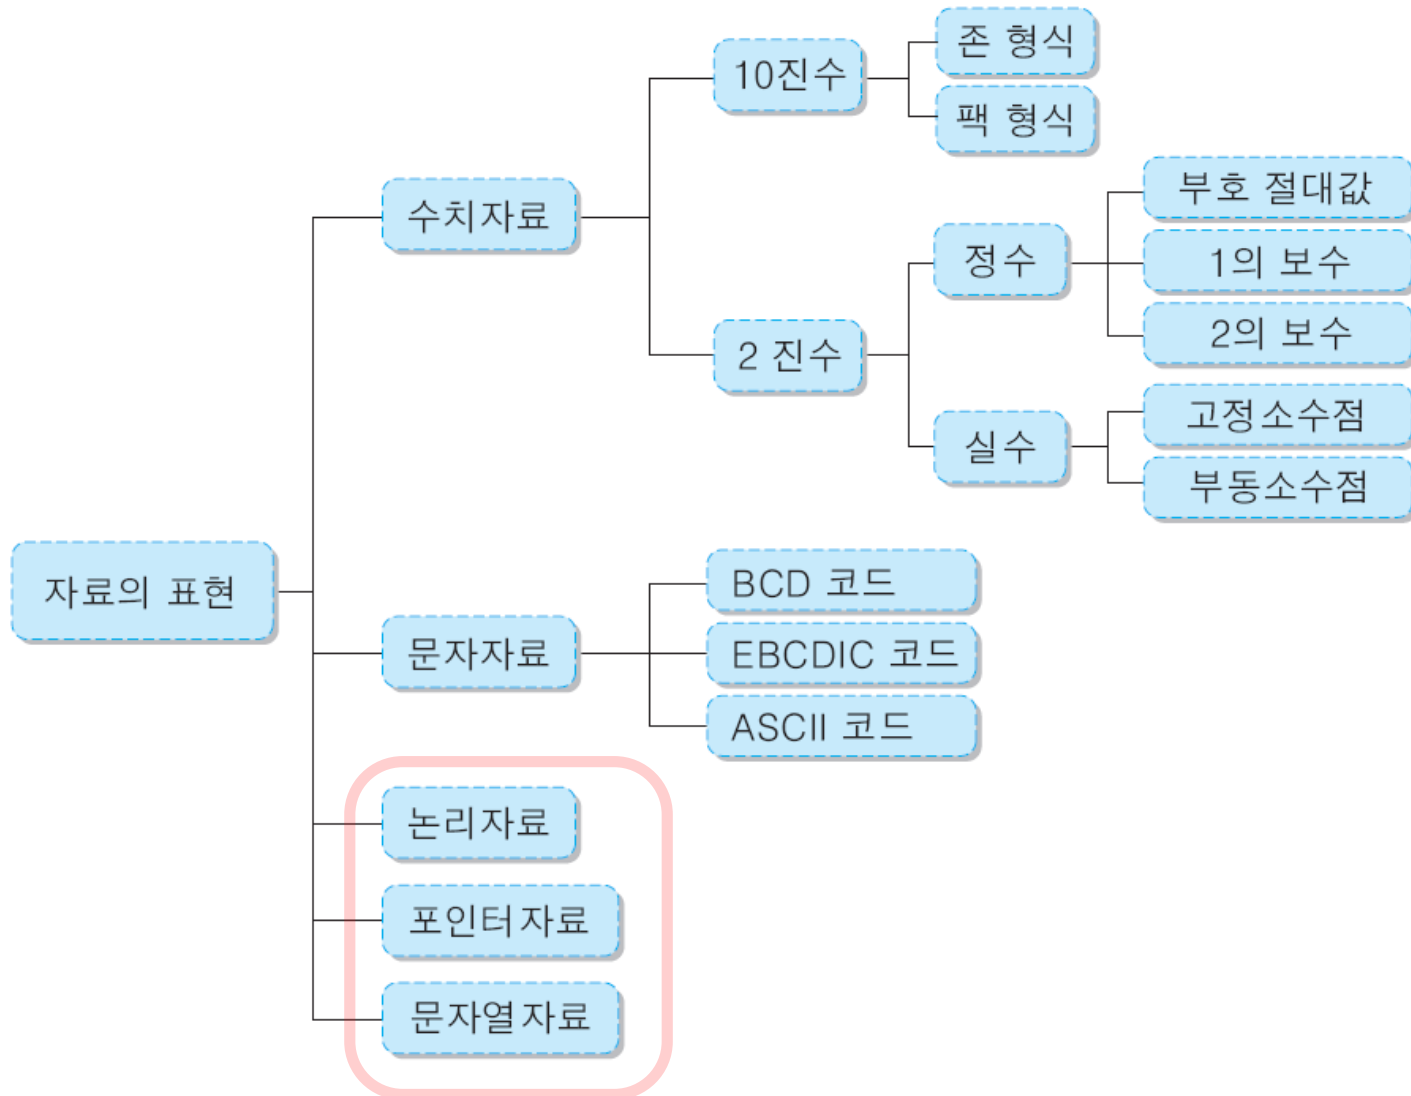 자료의 표현
수치자료
10진수
존 형식
팩 형식
2 진수
정수
부호 절대값
1의 보수
2의 보수
실수
고정소수점
부동소수점
문자자료
BCD 코드
EBCDIC 코드
ASCII 코드
논리자료
포인터자료
문자열자료